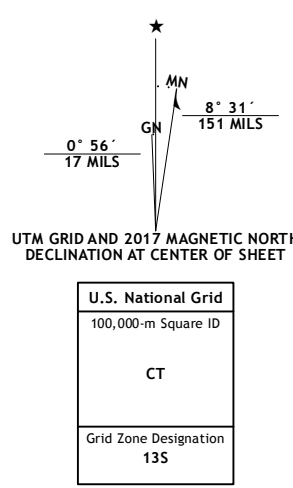 ★
MN
GN
8° 31´
151 MILS
0° 56´
17 MILS
UTM GRID AND 2017 MAGNETIC NORTH
DECLINATION AT CENTER OF SHEET
U.S. National Grid
100,000-m Square ID
CT
Grid Zone Designation
13S